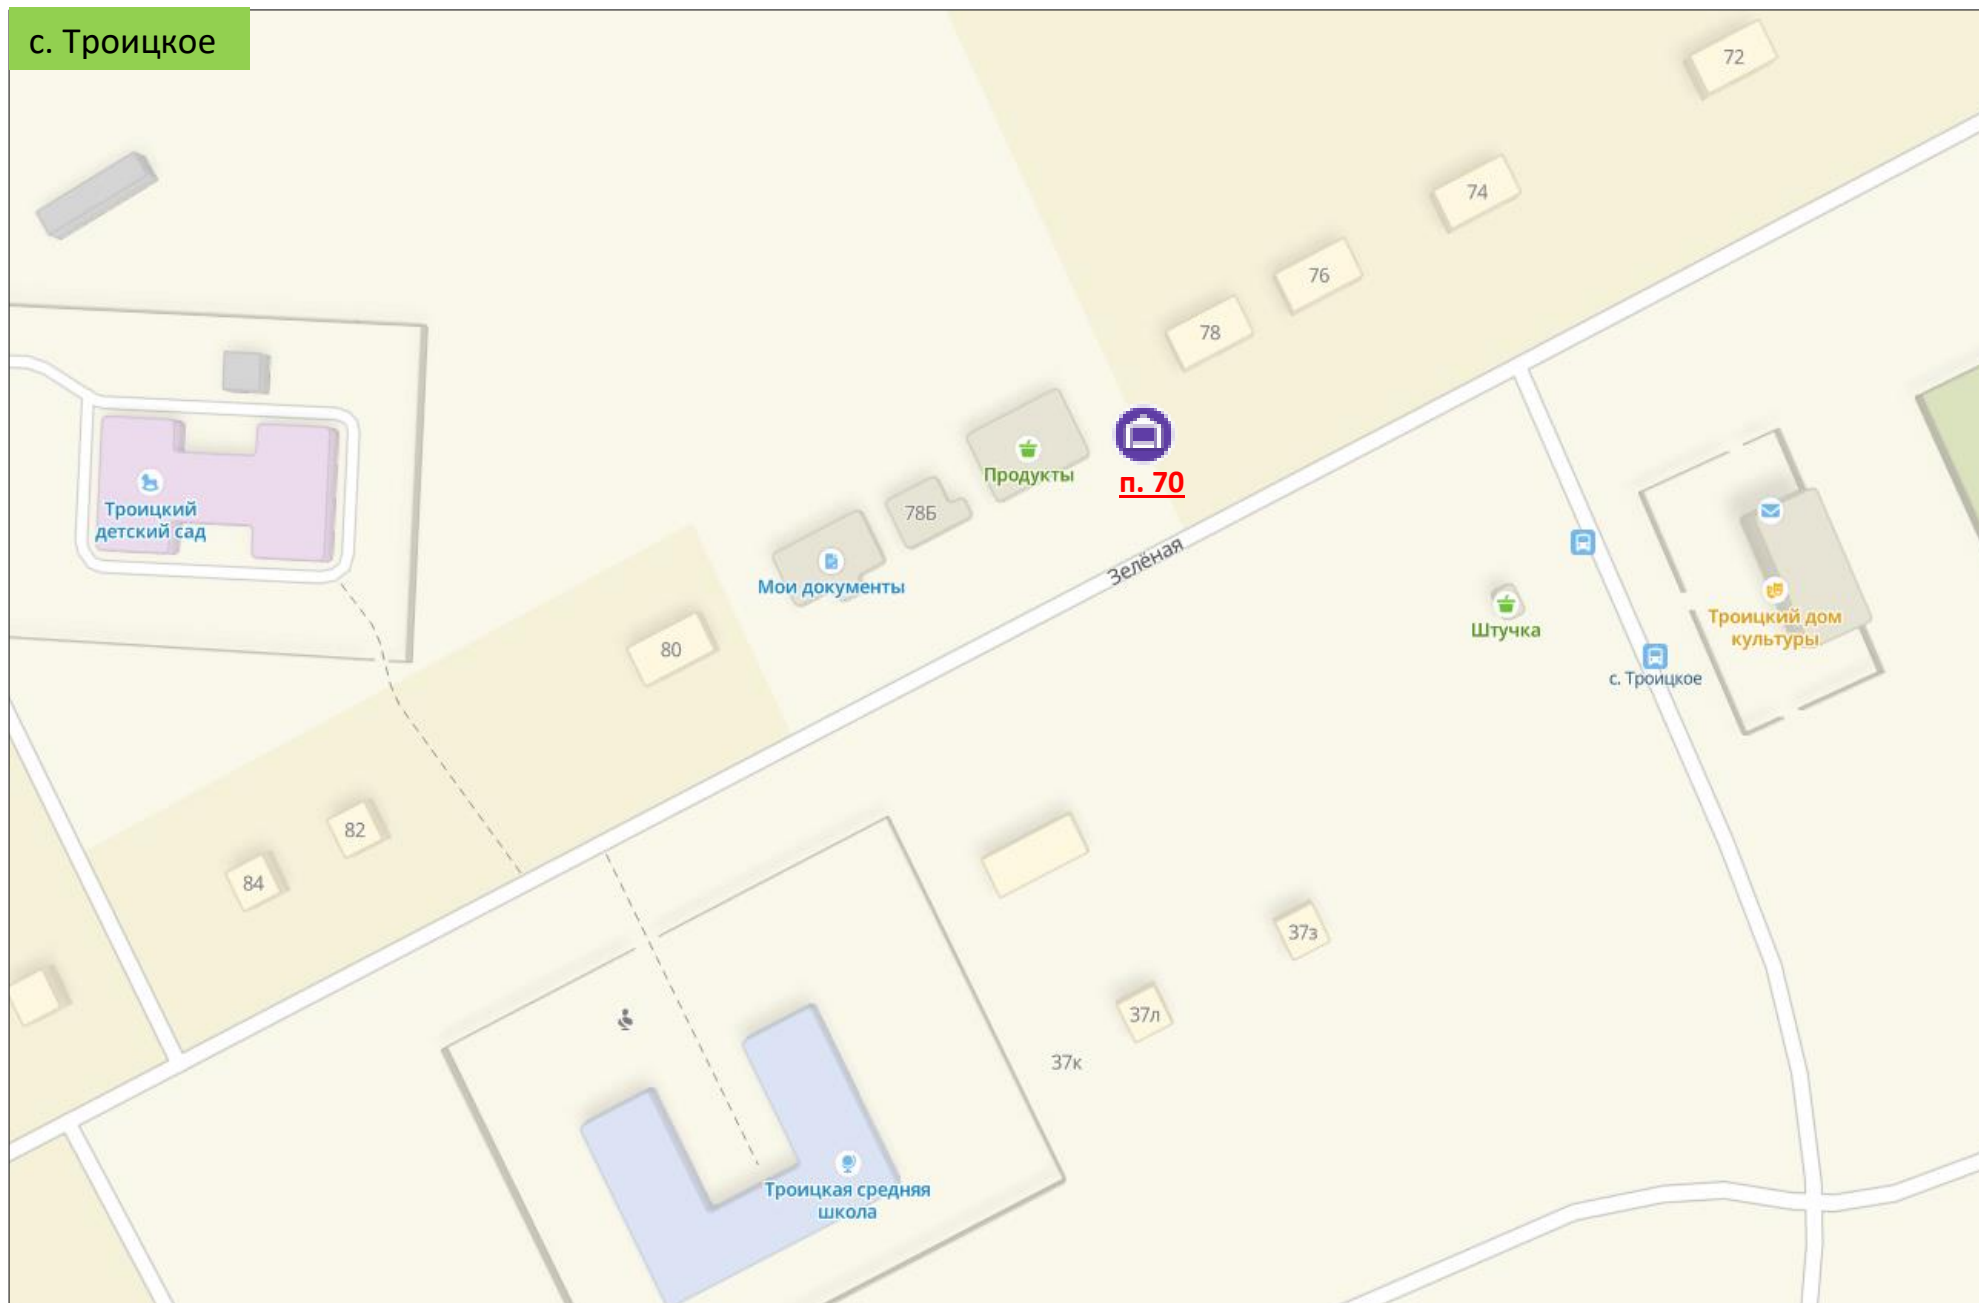 с. Троицкое
72
74
76
78
Продукты
п. 70
78Б
Троицкий
детский сад
Мои документы
Зелёная
Штучка
Троицкий дом
культуры
с. Троицкое
80
82
84
37з
37л
37к
Троицкая средняя
школа